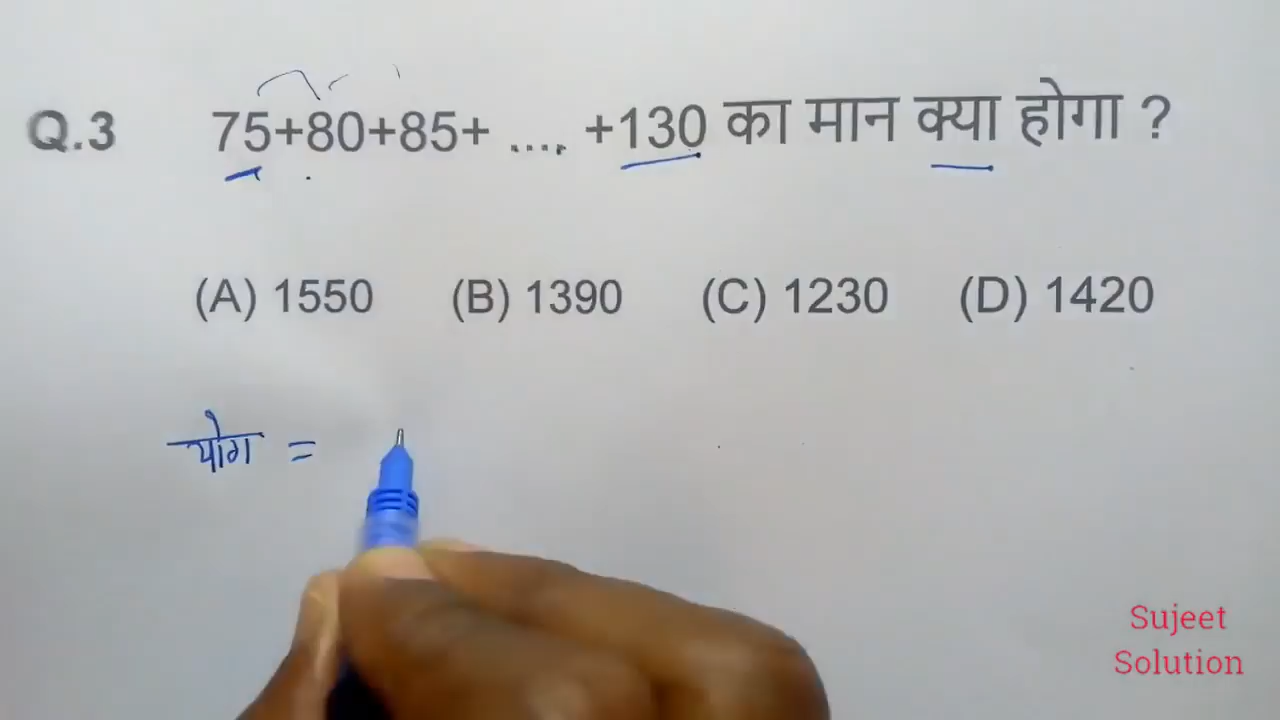 Q.3 75+80+85+ ..... +130 का मान क्या होगा ?
(A) 1550 (B) 1390 (C) 1230 (D) 1420
योग =
Sujeet
Solution